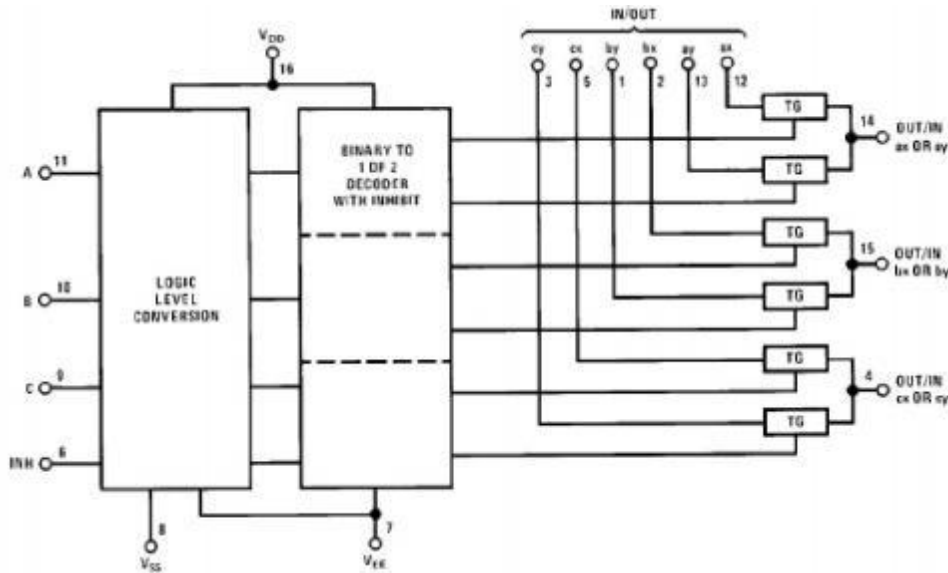 IN/OUT
cy cx by bx ay ax
3 5 1 2 13 12
VDD
16
A 11
B 10
C 9
INH 6
LOGIC
LEVEL
CONVERSION
BINARY TO
1 OF 2
DECODER
WITH INHIBIT
8
VSS
7
VEE
TG
TG
TG
TG
TG
TG
14 OUT/IN
ax OR ay
15 OUT/IN
bx OR by
4 OUT/IN
cx OR cy